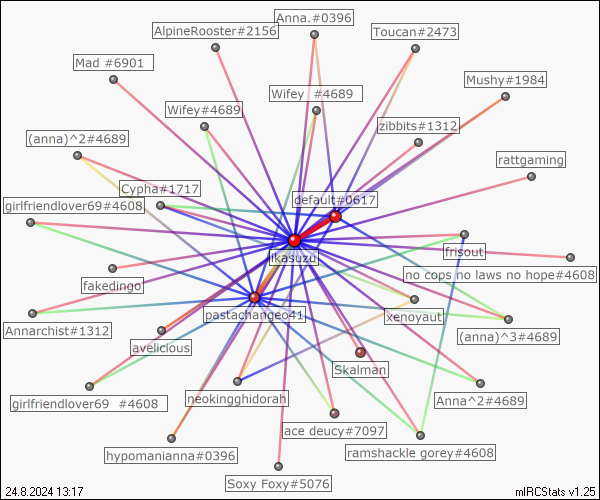 Anna.#0396
AlpineRooster#2156
Toucan#2473
Mad #6901
Mushy#1984
Wifey #4689
Wifey#4689
zibbits#1312
(anna)^2#4689
rattgaming
Cypha#1717
default#0617
girlfriendlover69#4608
frisout
ikasuzu
no cops no laws no hope#4608
fakedingo
pastachangeo41
xenoyaut
Annarchist#1312
(anna)^3#4689
avelicious
Skalman
girlfriendlover69 #4608
neokingghidorah
Anna^2#4689
ace deucy#7097
hypomanianna#0396
ramshackle gorey#4608
Soxy Foxy#5076
24.8.2024 13:17
mIRCStats v1.25